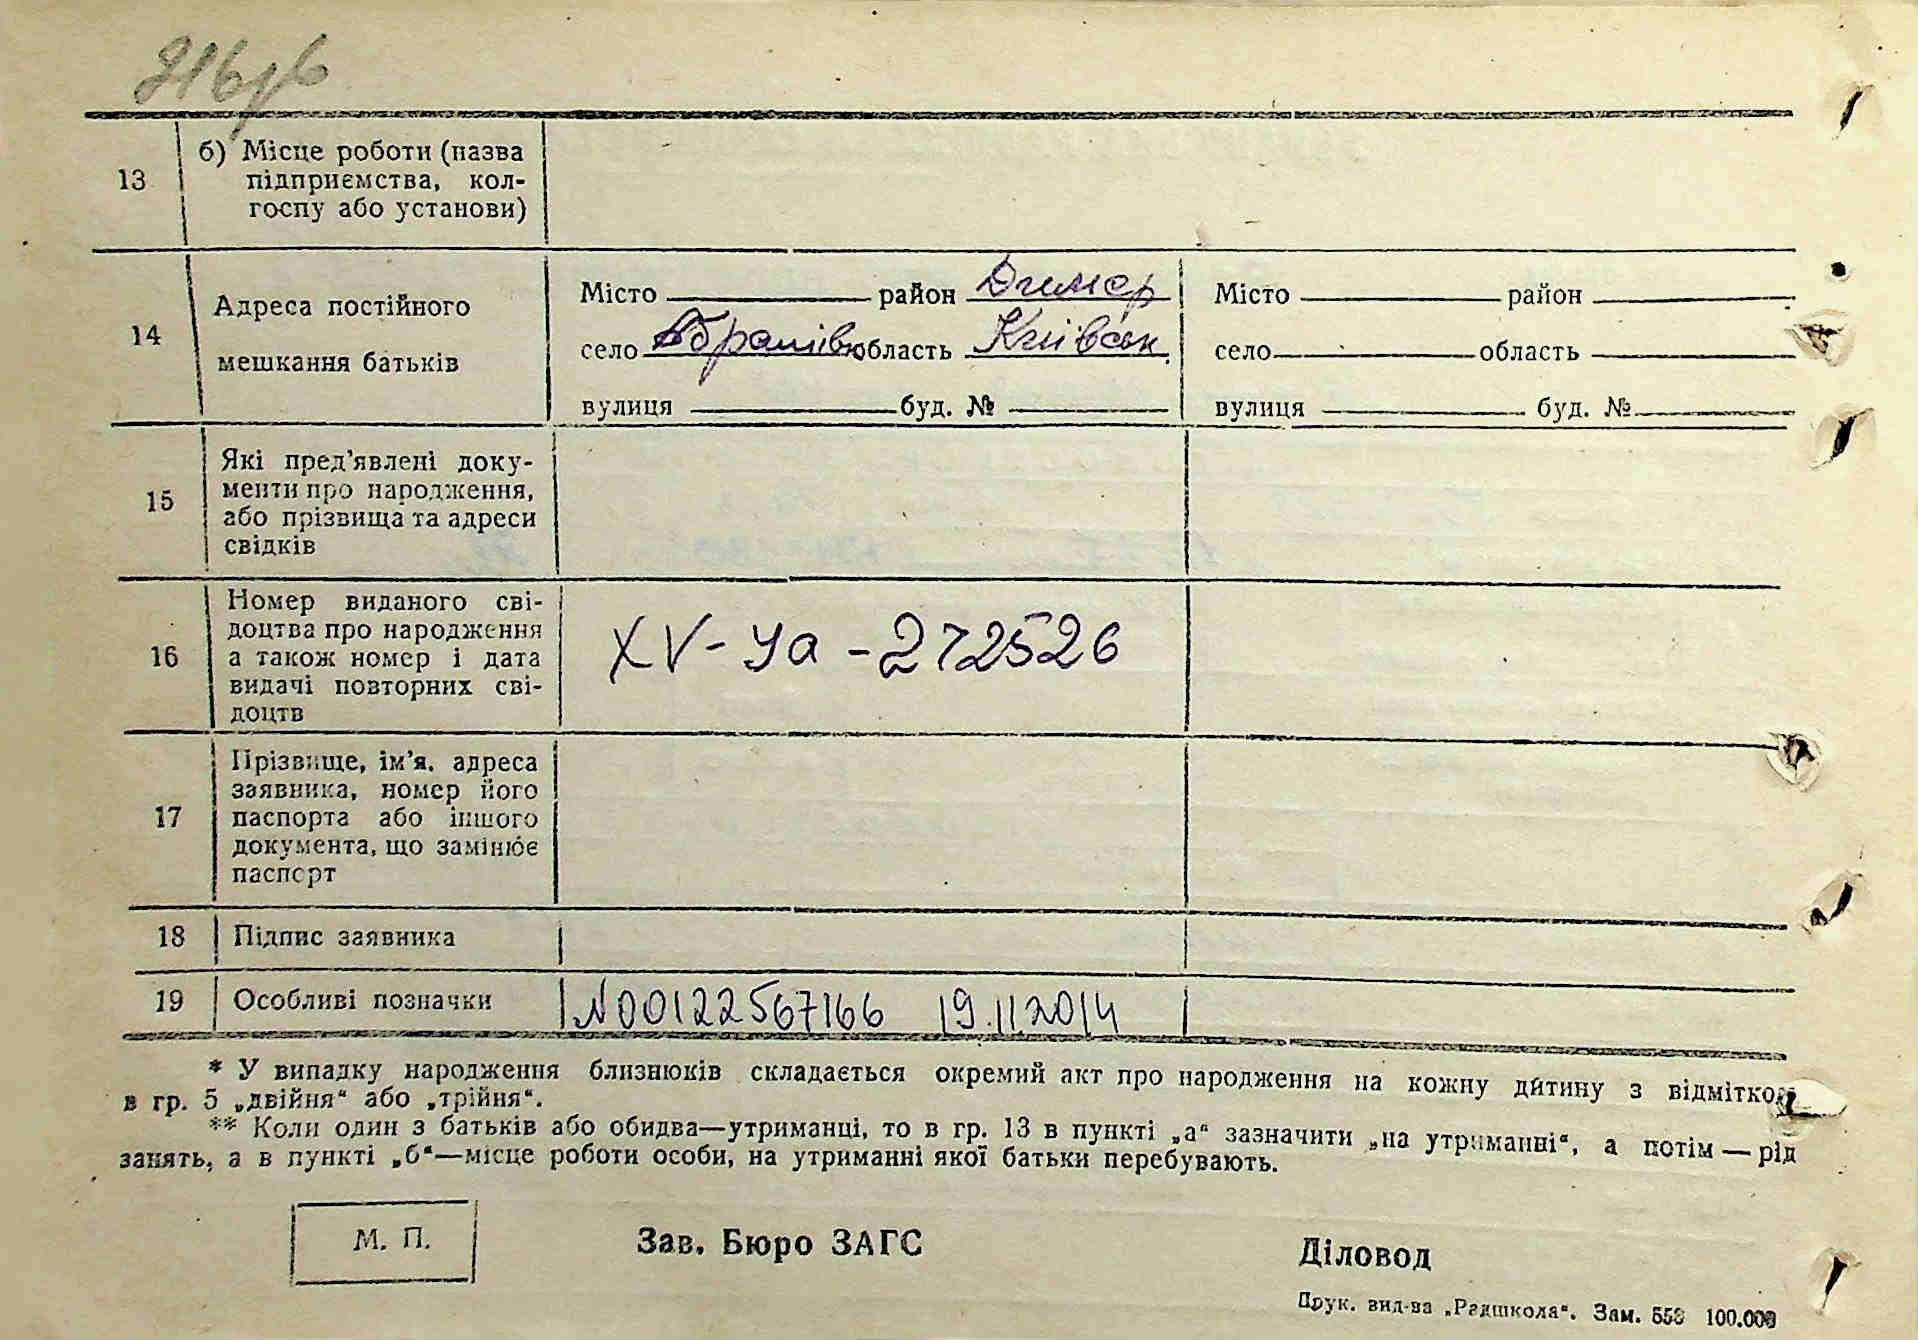 216рб
13 б) Місце роботи (назва
підприємства, кол-
госпу або установи)
14 Адреса постійного
мешкання батьків
Місто район Димер
село Абрамів область Київськ
вулиця буд. №
Місто район
село область
вулиця буд. №
15 Які пред’явлені доку-
менти про народження,
або прізвища та адреси
свідків
16 Номер виданого сві-
доцтва про народження
а також номер і дата
видачі повторних сві-
доцтв
XV-УА-272526
17 Прізвище, ім’я, адреса
заявника, номер його
паспорта або іншого
документа, що замінює
паспорт
18 Підпис заявника
19 Особливі позначки N00122567166 19.11.2014
* У випадку народження близнюків складається окремий акт про народження на кожну дитину з відміткою
в гр. 5 „двійня“ або „трійня“.
** Коли один з батьків або обидва—утриманці, то в гр. 13 в пункті „а“ зазначити „на утриманні“, а потім—рід
занять, а в пункті „б“—місце роботи особи, на утриманні якої батьки перебувають.
М. П.
Зав. Бюро ЗАГС
Діловод
Друк. вид-ва „Радшкола“. Зам. 558 100.000